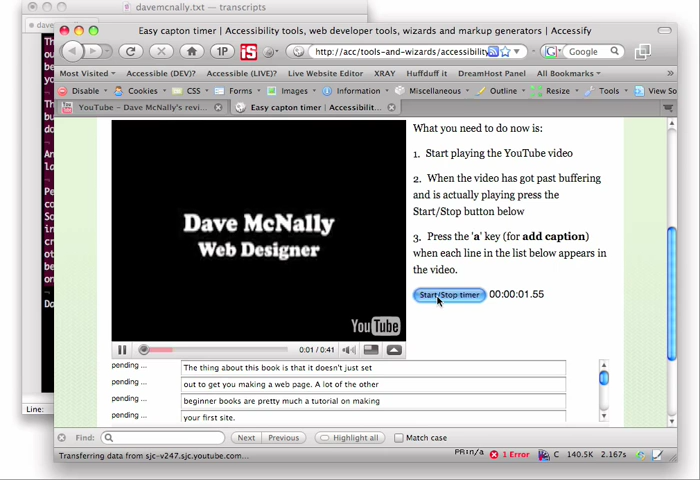 davemcnally.txt — transcripts
Easy capton timer | Accessibility tools, web developer tools, wizards and markup generators | Accessify
1P
http://acc/tools-and-wizards/accessibility
Google
Most Visited
Accessible (DEV)?
Accessible (LIVE)?
Live Website Editor
XRAY
Huffduff it
DreamHost Panel
All Bookmarks
Disable
Cookies
CSS
Forms
Images
Information
Miscellaneous
Outline
Resize
Tools
View So
YouTube - Dave McNally's revi...
Easy capton timer | Accessibilit...
Dave McNally
Web Designer
YouTube
0:01 / 0:41
What you need to do now is:
1. Start playing the YouTube video
2. When the video has got past buffering
and is actually playing press the
Start/Stop button below
3. Press the 'a' key (for add caption)
when each line in the list below appears in
the video.
Start/Stop timer 00:00:01.55
pending ... The thing about this book is that it doesn't just set
pending ... out to get you making a web page. A lot of the other
pending ... beginner books are pretty much a tutorial on making
pending ... your first site.
Line:
Find:
Next
Previous
Highlight all
Match case
Transferring data from sjc-v247.sjc.youtube.com...
1 Error
140.5K
2.167s